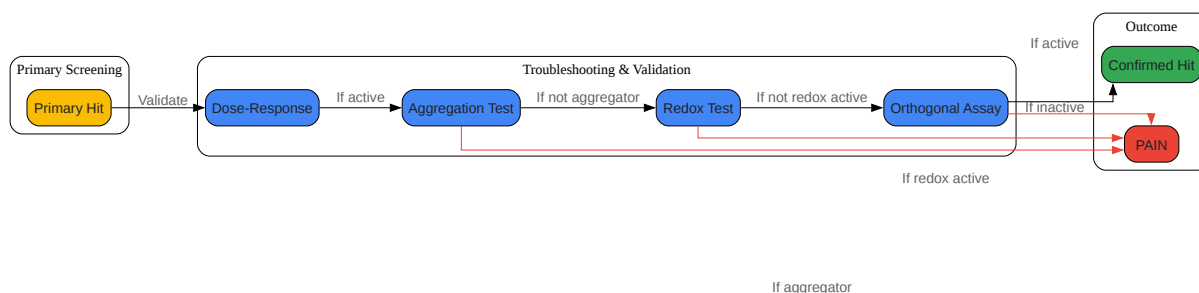 Outcome
If active
Confirmed Hit
Primary Screening
Troubleshooting & Validation
Primary Hit
Validate
Dose-Response
If active
Aggregation Test
If not aggregator
Redox Test
If not redox active
Orthogonal Assay
If inactive
PAIN
If redox active
If aggregator